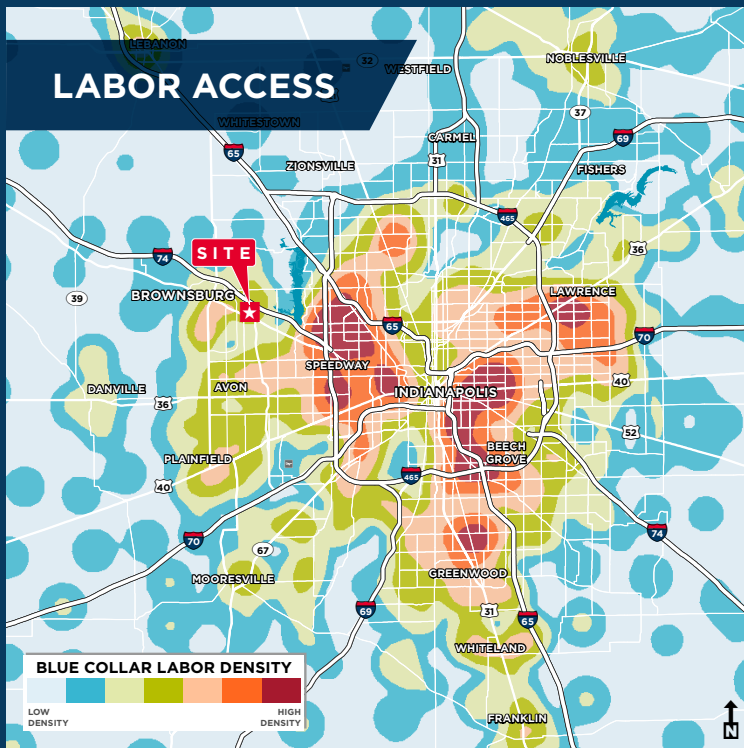 LEBANON
32
WESTFIELD
NOBLESVILLE
LABOR ACCESS
WHITESTOWN
37
65
CARMEL
69
31
ZIONSVILLE
FISHERS
465
36
74
SITE
BROWNSBURG
39
LAWRENCE
65
70
SPEEDWAY
40
DANVILLE
AVON
INDIANAPOLIS
36
52
BEECH
GROVE
PLAINFIELD
465
40
74
70
67
GREENWOOD
MOORESVILLE
69
31
65
WHITELAND
BLUE COLLAR LABOR DENSITY
LOW
DENSITY
HIGH
DENSITY
FRANKLIN
N